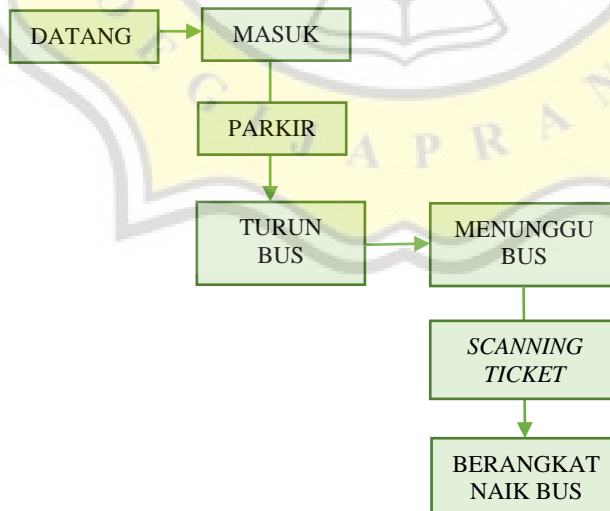 DATANG
MASUK
PARKIR
TURUN
BUS
MENUNGGU
BUS
SCANNING
TICKET
BERANGKAT
NAIK BUS